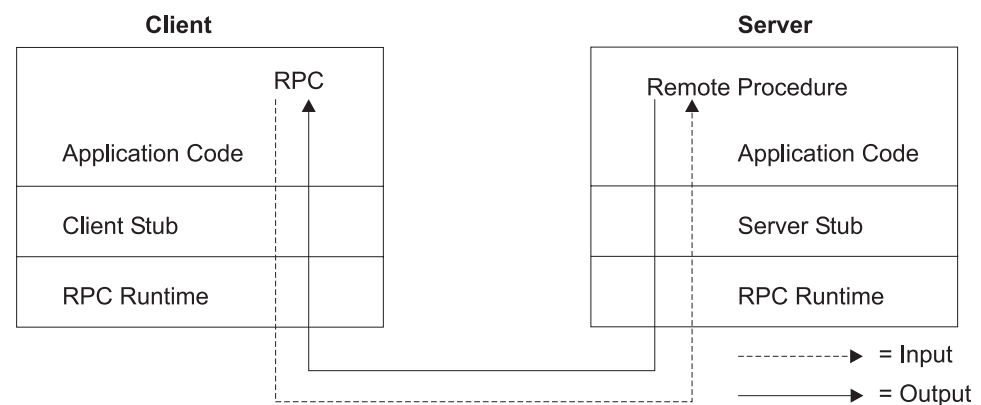 Client
Server
RPC
Remote Procedure
Application Code
Application Code
Client Stub
Server Stub
RPC Runtime
RPC Runtime
= Input
= Output